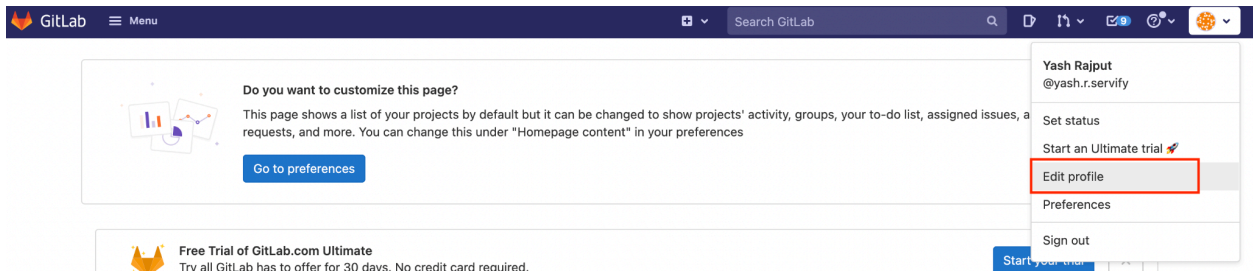 GitLab Menu Search GitLab 9
Yash Rajput
@yash.r.servify
Do you want to customize this page?
This page shows a list of your projects by default but it can be changed to show projects' activity, groups, your to-do list, assigned issues, a
requests, and more. You can change this under "Homepage content" in your preferences
Go to preferences
Set status
Start an Ultimate trial 🚀
Edit profile
Preferences
Sign out
Free Trial of GitLab.com Ultimate
Try all GitLab has to offer for 30 days. No credit card required.
Start your trial